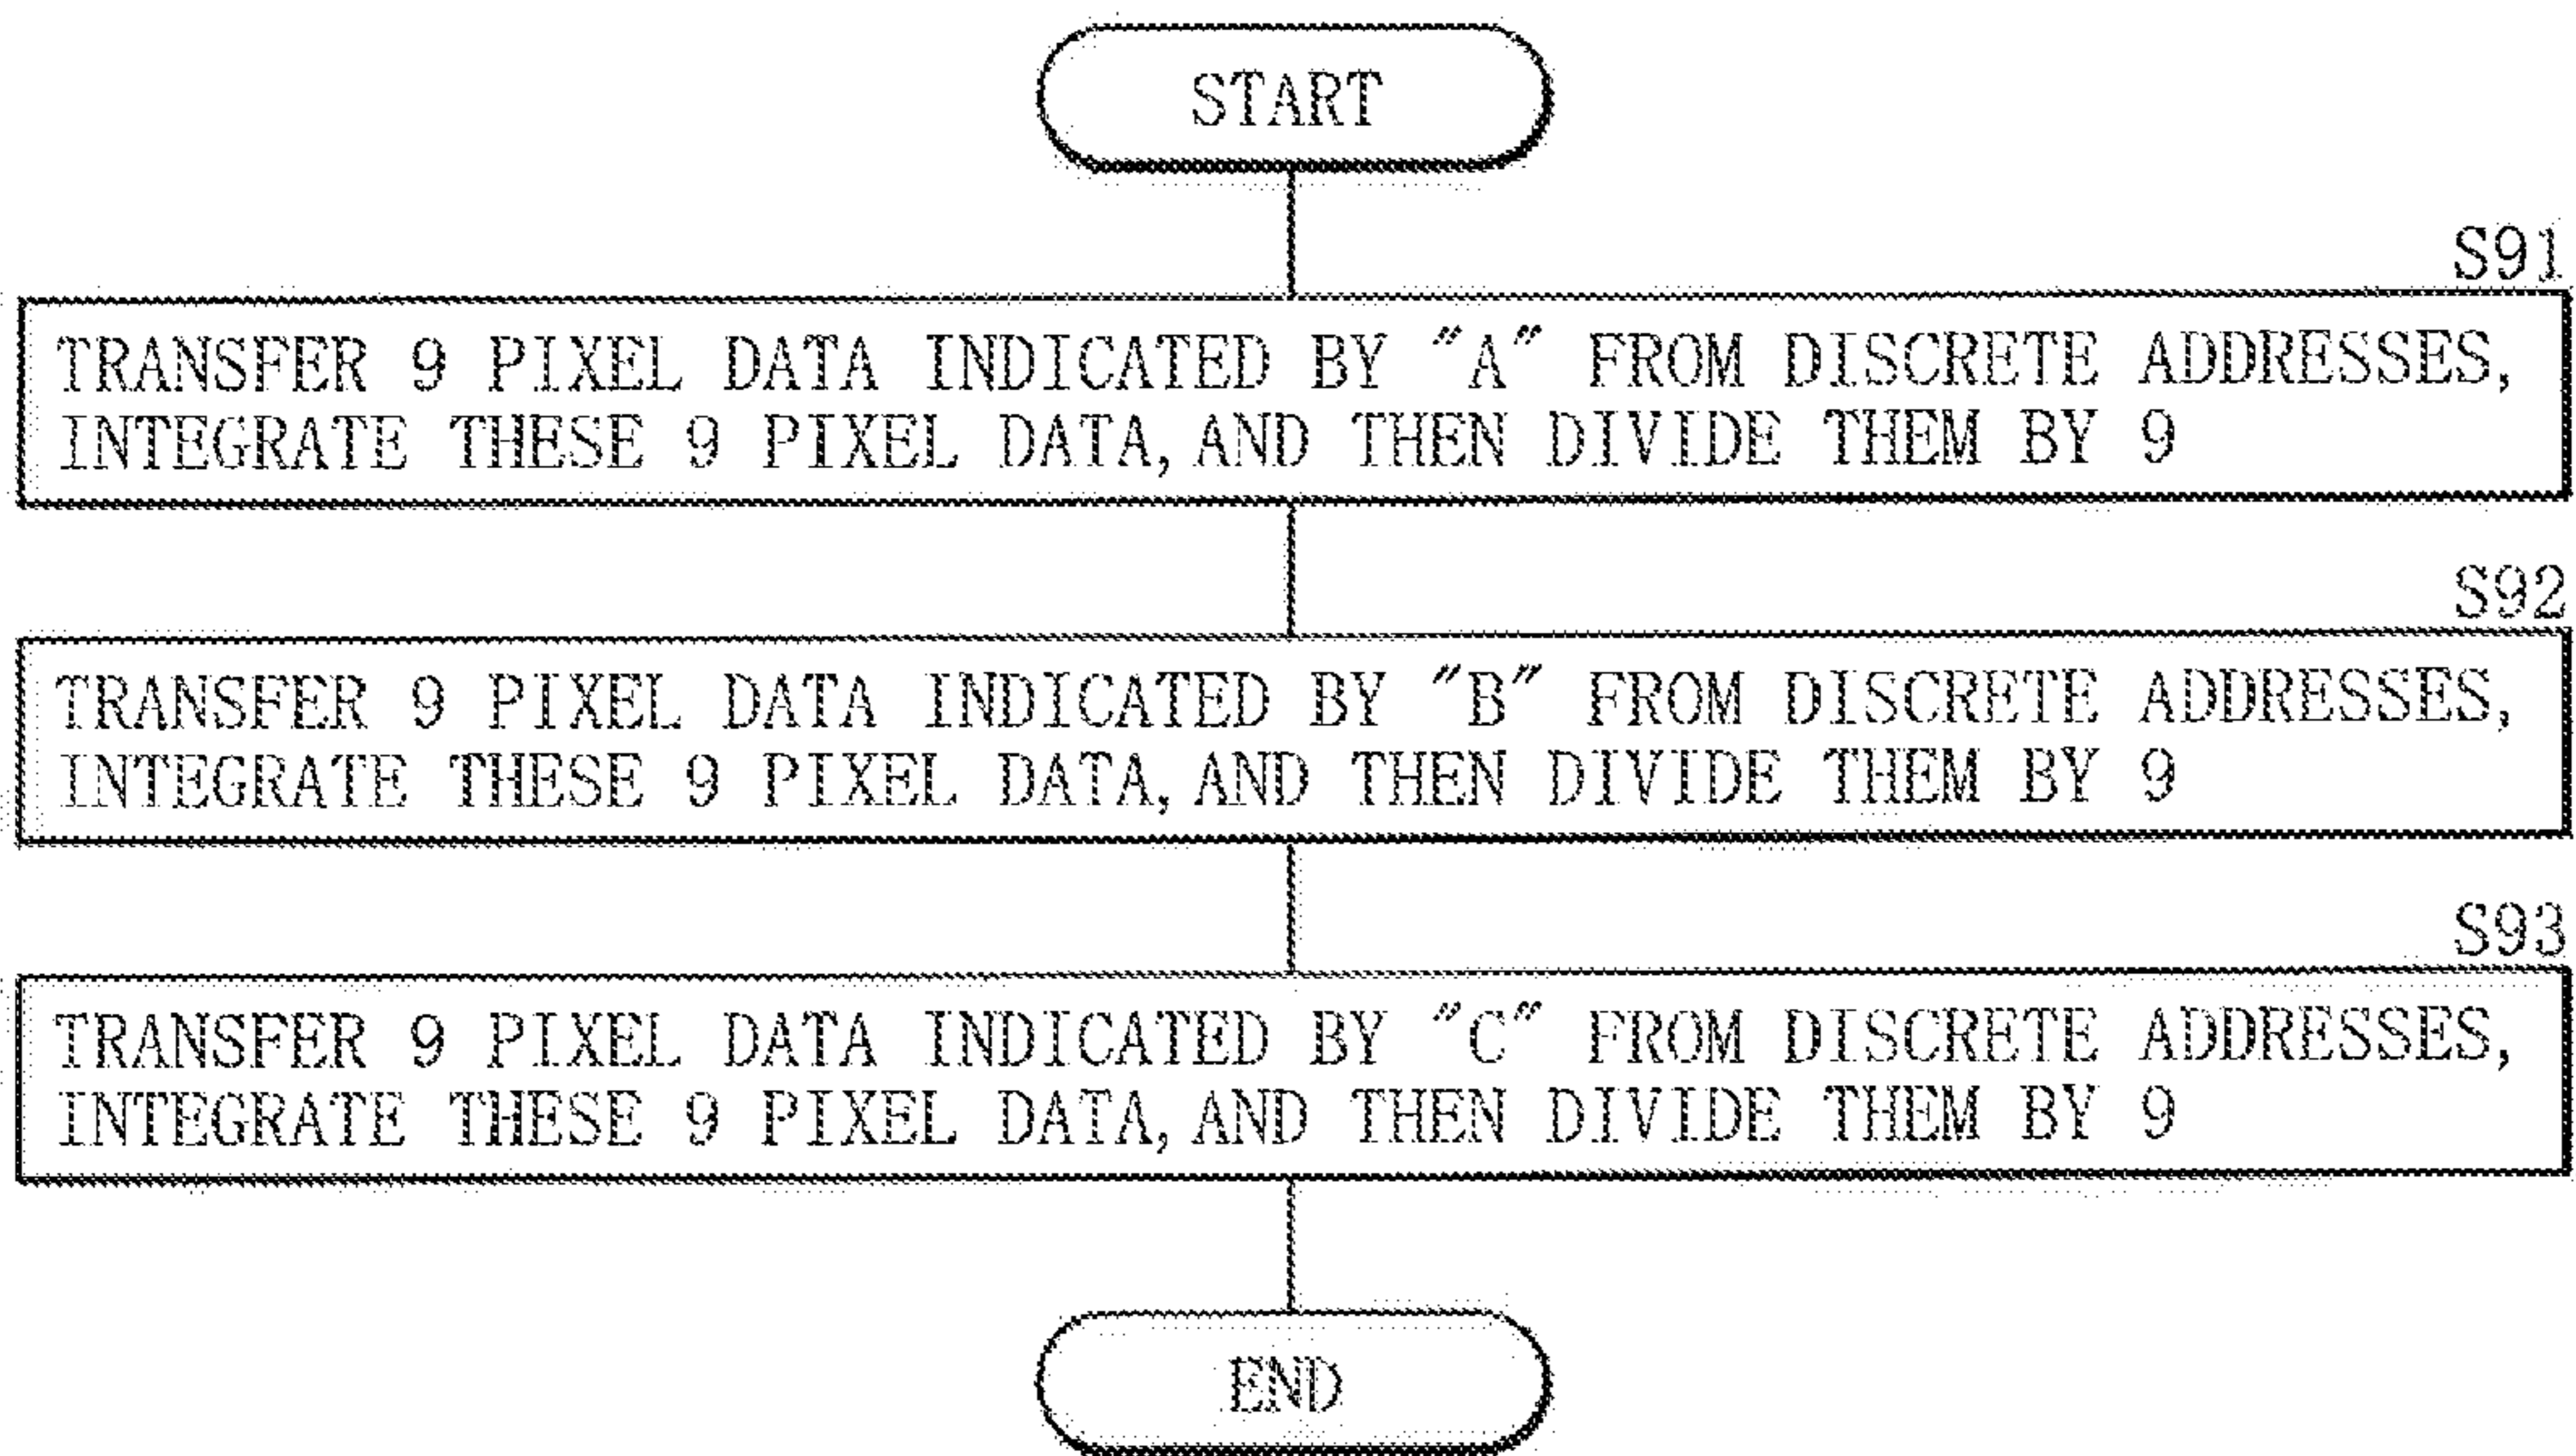 START
S91
TRANSFER 9 PIXEL DATA INDICATED BY "A" FROM DISCRETE ADDRESSES,
INTEGRATE THESE 9 PIXEL DATA, AND THEN DIVIDE THEM BY 9
S92
TRANSFER 9 PIXEL DATA INDICATED BY "B" FROM DISCRETE ADDRESSES,
INTEGRATE THESE 9 PIXEL DATA, AND THEN DIVIDE THEM BY 9
S93
TRANSFER 9 PIXEL DATA INDICATED BY "C" FROM DISCRETE ADDRESSES,
INTEGRATE THESE 9 PIXEL DATA, AND THEN DIVIDE THEM BY 9
END